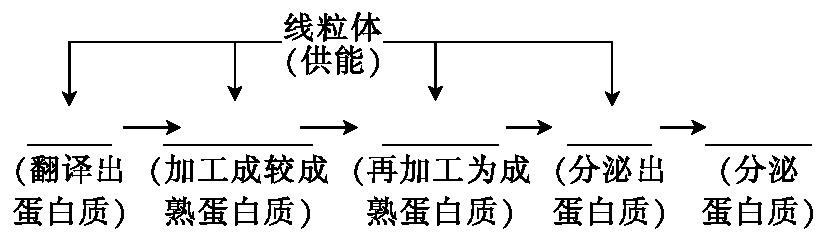 线粒体
(供能)
(翻译出 (加工成较成 (再加工为成 (分泌出 (分泌
蛋白质) 熟蛋白质) 熟蛋白质) 蛋白质) 蛋白质)